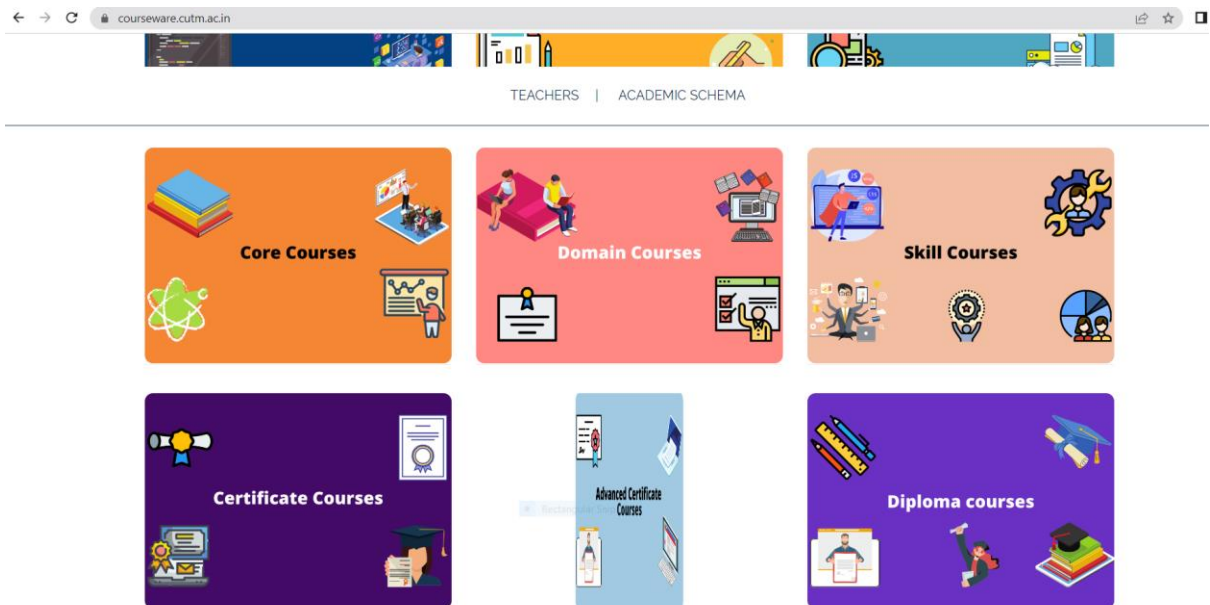 courseware.cutm.ac.in
TEACHERS | ACADEMIC SCHEMA
Core Courses
Domain Courses
Skill Courses
Certificate Courses
Advanced Certificate
Courses
Diploma courses